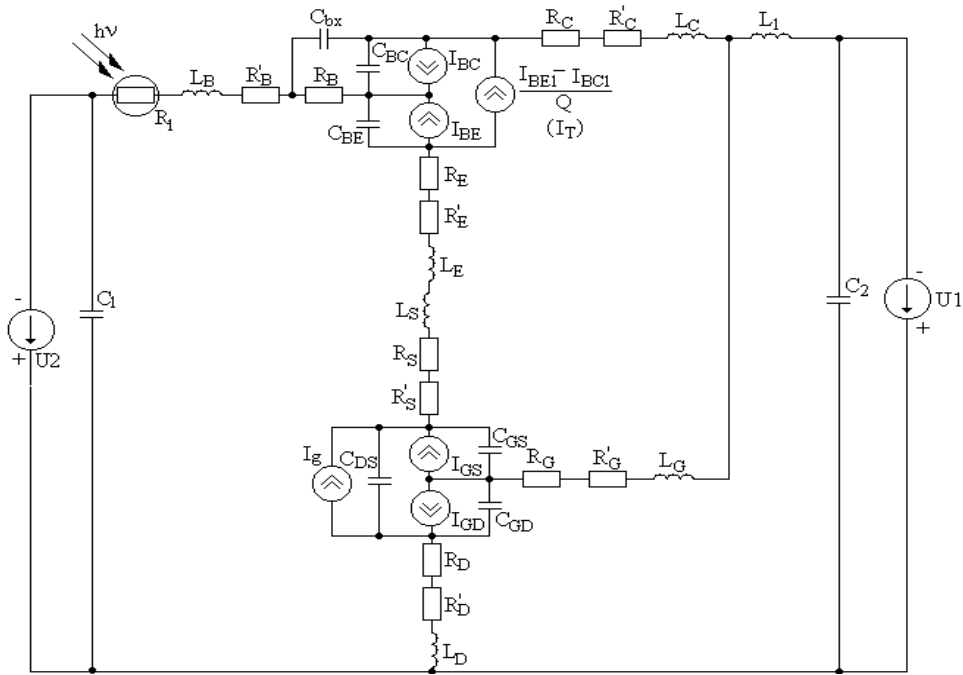 C_bx
R_C R'_C L_C L_1
hν
C_BC I_BC
I_BE1 – I_BC1
Q
(I_T)
L_B R'_B R_B
R_1
C_BE I_BE
R_E
R'_E
L_E
C_1
L_S
C_2
-
U1
+
-
+
U2
R_S
R'_S
I_g C_DS I_GS C_GS R_G R'_G L_G
I_GD C_GD
R_D
R'_D
L_D